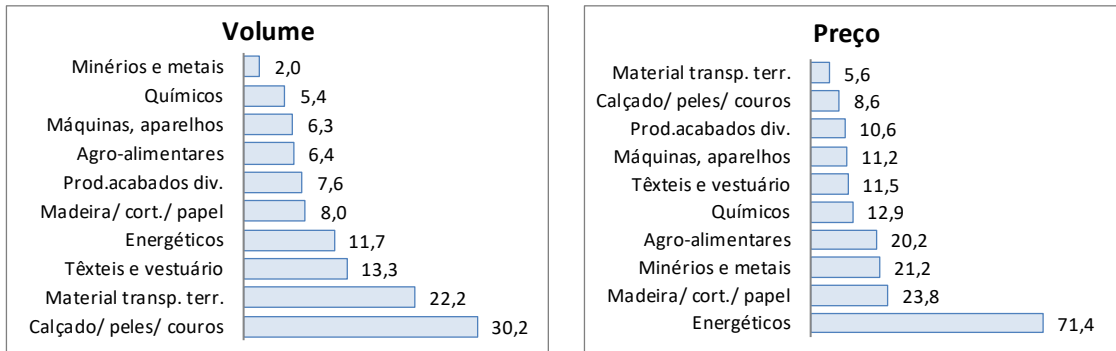 Volume
Minérios e metais 2,0
Químicos 5,4
Máquinas, aparelhos 6,3
Agro-alimentares 6,4
Prod.acabados div. 7,6
Madeira/ cort./ papel 8,0
Energéticos 11,7
Têxteis e vestuário 13,3
Material transp. terr. 22,2
Calçado/ peles/ couros 30,2
Preço
Material transp. terr. 5,6
Calçado/ peles/ couros 8,6
Prod.acabados div. 10,6
Máquinas, aparelhos 11,2
Têxteis e vestuário 11,5
Químicos 12,9
Agro-alimentares 20,2
Minérios e metais 21,2
Madeira/ cort./ papel 23,8
Energéticos 71,4